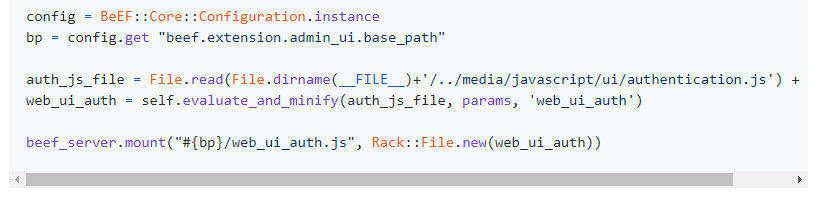 config = BeEF::Core::Configuration.instance
bp = config.get "beef.extension.admin_ui.base_path"
auth_js_file = File.read(File.dirname(__FILE__)+'/../media/javascript/ui/authentication.js') +
web_ui_auth = self.evaluate_and_minify(auth_js_file, params, 'web_ui_auth')
beef_server.mount("#{bp}/web_ui_auth.js", Rack::File.new(web_ui_auth))